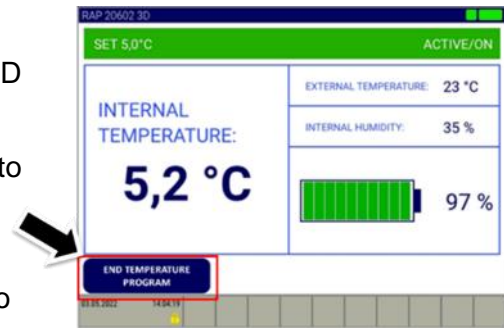 RAP 20602 3D
SET 5,0°C ACTIVE/ON
D
EXTERNAL TEMPERATURE: 23 °C
INTERNAL
TEMPERATURE:
INTERNAL HUMIDITY: 35 %
to
5,2 °C
97 %
END TEMPERATURE
PROGRAM
03.05.2022 14:04:19